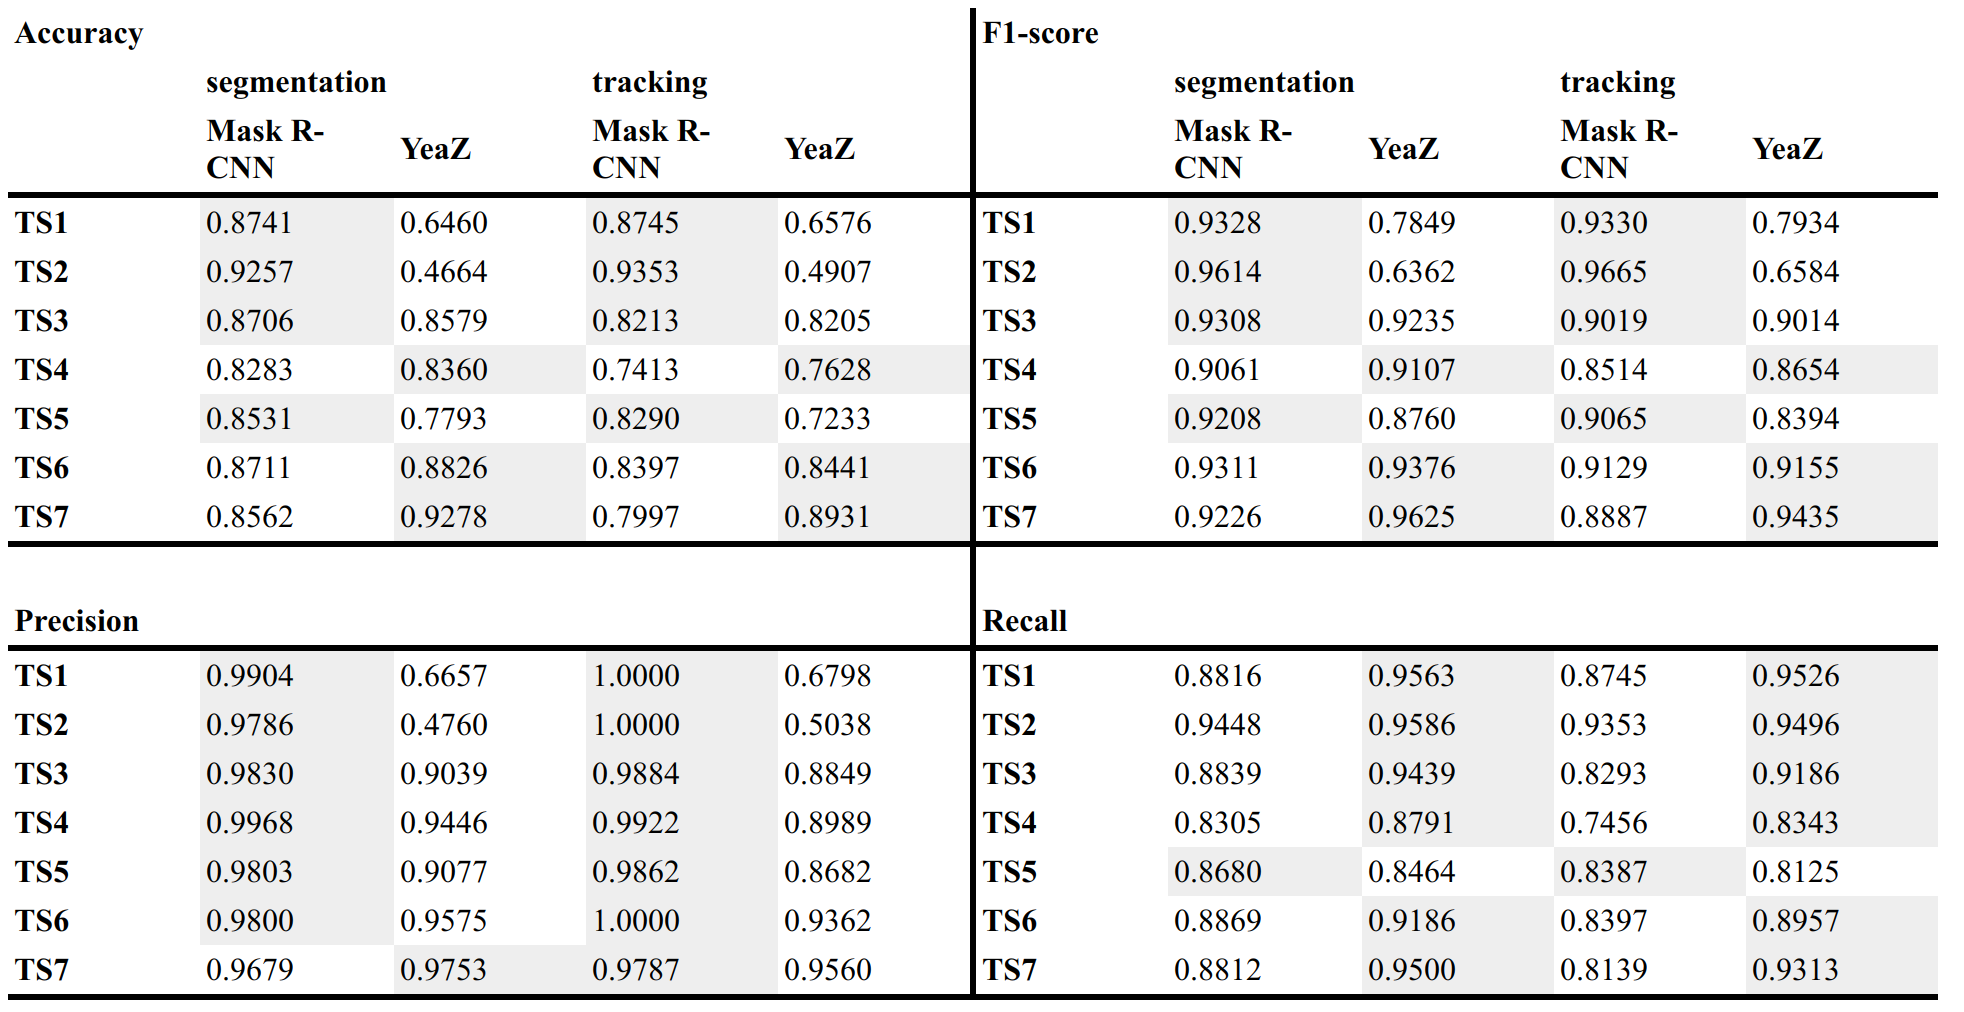 Accuracy F1-score
segmentation tracking segmentation tracking
Mask R-CNN YeaZ Mask R-CNN YeaZ Mask R-CNN YeaZ Mask R-CNN YeaZ
TS1 0.8741 0.6460 0.8745 0.6576 TS1 0.9328 0.7849 0.9330 0.7934
TS2 0.9257 0.4664 0.9353 0.4907 TS2 0.9614 0.6362 0.9665 0.6584
TS3 0.8706 0.8579 0.8213 0.8205 TS3 0.9308 0.9235 0.9019 0.9014
TS4 0.8283 0.8360 0.7413 0.7628 TS4 0.9061 0.9107 0.8514 0.8654
TS5 0.8531 0.7793 0.8290 0.7233 TS5 0.9208 0.8760 0.9065 0.8394
TS6 0.8711 0.8826 0.8397 0.8441 TS6 0.9311 0.9376 0.9129 0.9155
TS7 0.8562 0.9278 0.7997 0.8931 TS7 0.9226 0.9625 0.8887 0.9435
Precision Recall
TS1 0.9904 0.6657 1.0000 0.6798 TS1 0.8816 0.9563 0.8745 0.9526
TS2 0.9786 0.4760 1.0000 0.5038 TS2 0.9448 0.9586 0.9353 0.9496
TS3 0.9830 0.9039 0.9884 0.8849 TS3 0.8839 0.9439 0.8293 0.9186
TS4 0.9968 0.9446 0.9922 0.8989 TS4 0.8305 0.8791 0.7456 0.8343
TS5 0.9803 0.9077 0.9862 0.8682 TS5 0.8680 0.8464 0.8387 0.8125
TS6 0.9800 0.9575 1.0000 0.9362 TS6 0.8869 0.9186 0.8397 0.8957
TS7 0.9679 0.9753 0.9787 0.9560 TS7 0.8812 0.9500 0.8139 0.9313